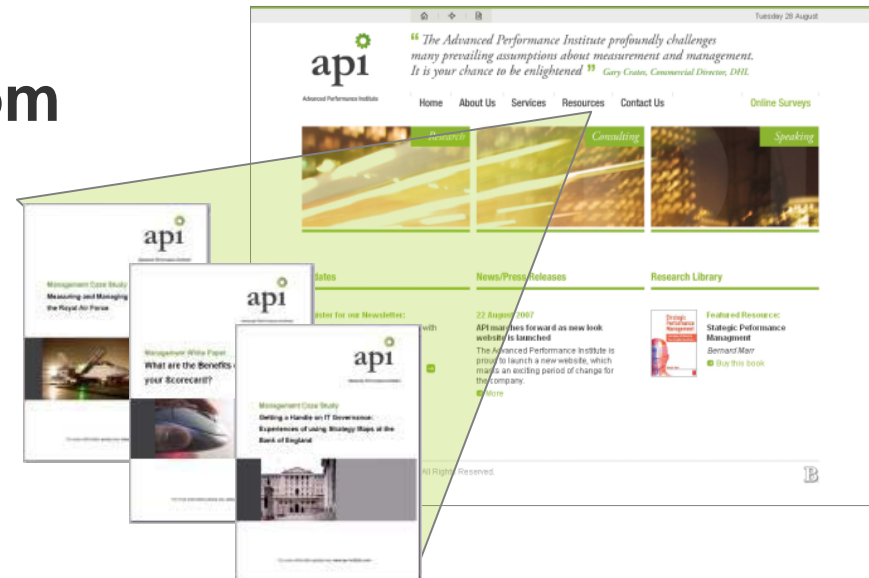 om
Tuesday 28 August
api
Advanced Performance Institute
“ The Advanced Performance Institute profoundly challenges
many prevailing assumptions about measurement and management.
It is your chance to be enlightened ” Gary Crates, Commercial Director, DHL
Home About Us Services Resources Contact Us Online Surveys
Research Consulting Speaking
dates
ister for our Newsletter:
with
News/Press Releases
22 August 2007
API marches forward as new look
website is launched
The Advanced Performance Institute is
proud to launch a new website, which
marks an exciting period of change for
the company.
More
Research Library
Strategic
Performance
Management
Featured Resource:
Stategic Peformance
Managment
Bernard Marr
Buy this book
All Rights Reserved.
B
api
Management Case Study
Measuring and Managing
the Royal Air Force
api
Management White Paper
What are the Benefits
your Scorecard?
api
Management Case Study
Getting a Handle on IT Governance:
Experiences of using Strategy Maps at the
Bank of England